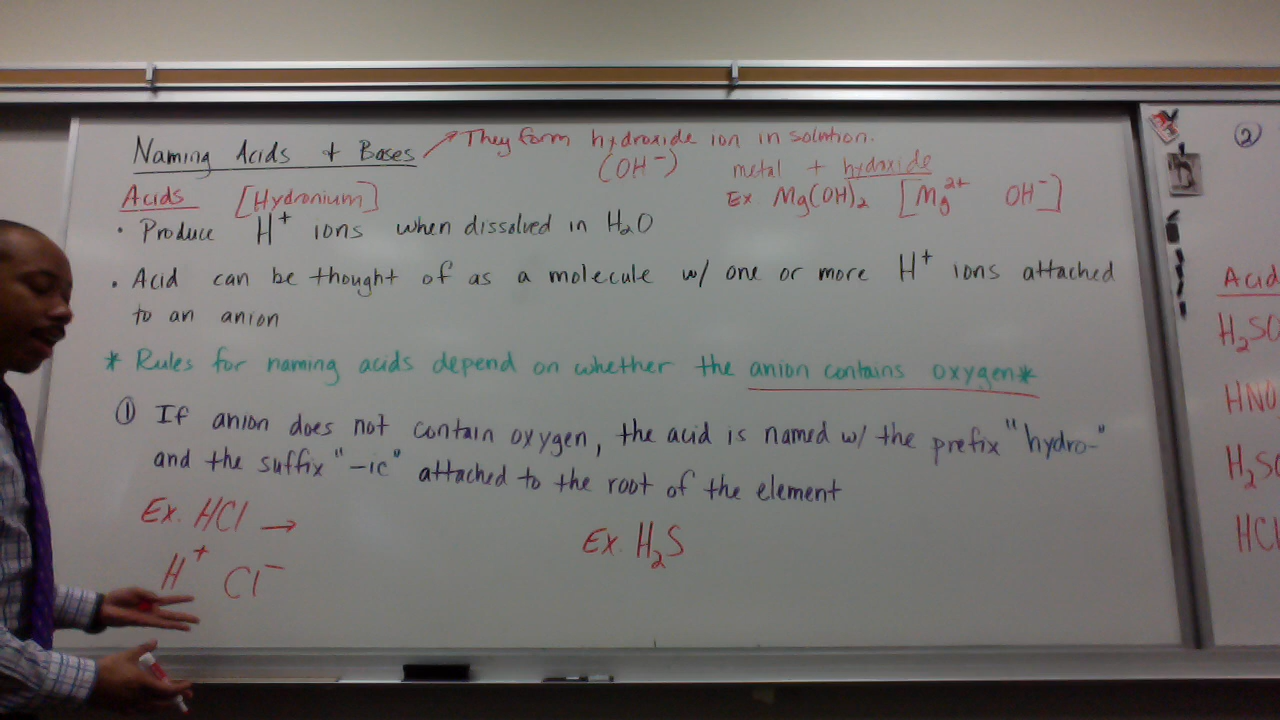 Naming Acids + Bases
They form hydroxide ion in solution.
(OH⁻)
metal + hydroxide
Ex Mg(OH)₂ [Mg²⁺ OH⁻]
Acids [Hydronium]
• Produce H⁺ ions when dissolved in H₂O
• Acid can be thought of as a molecule w/ one or more H⁺ ions attached
to an anion
* Rules for naming acids depend on whether the anion contains oxygen*
① If anion does not contain oxygen, the acid is named w/ the prefix "hydro-"
and the suffix "-ic" attached to the root of the element
Ex. HCl →
H⁺ Cl⁻
Ex. H₂S
②
Acid